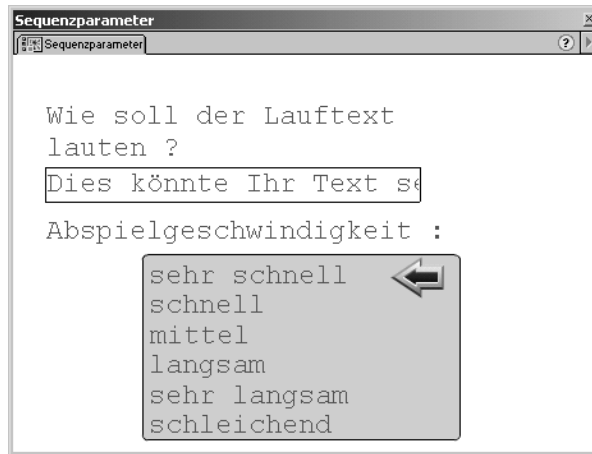 Sequenzparameter
Sequenzparameter
?
Wie soll der Lauftext
lauten ?
Dies könnte Ihr Text se
Abspielgeschwindigkeit :
sehr schnell
schnell
mittel
langsam
sehr langsam
schleichend